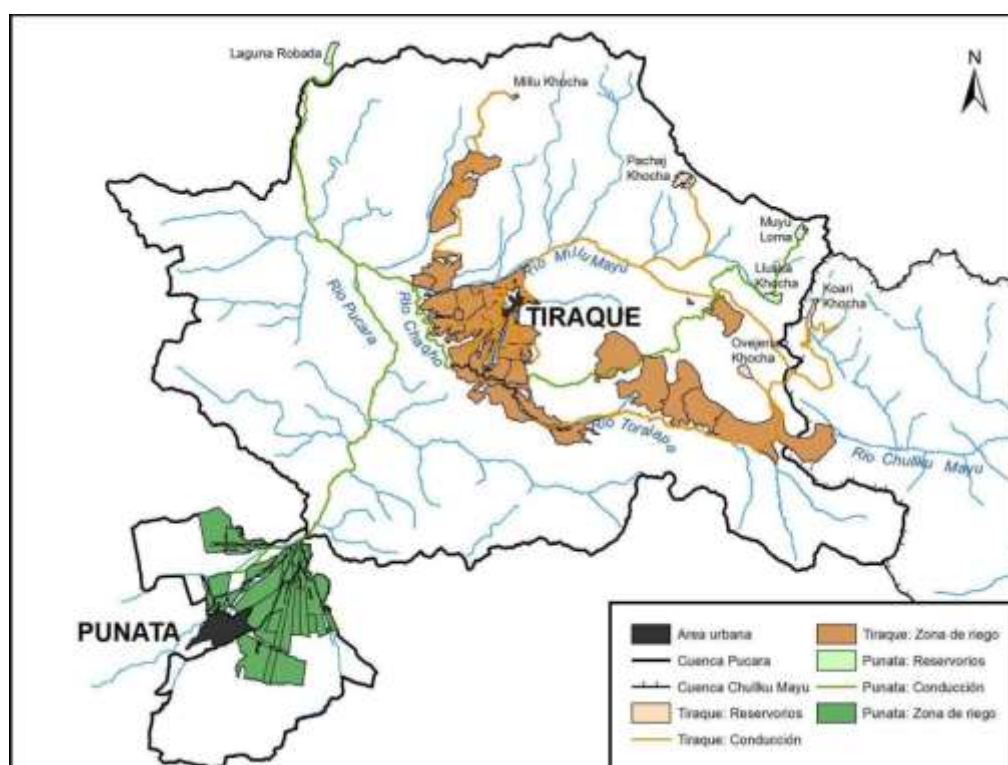 Laguna Robada
N
Millu Khocha
Pachaj
Khocha
Muyu
Loma
Rio Millu Mayu
Lluska
Khocha
Koari
Khocha
Rio Pucara
Rio Chaqho
TIRAQUE
Ovejeria
Khocha
Rio Toralapa
Rio Chullku Mayu
PUNATA
Area urbana
Cuenca Pucara
Cuenca Chullku Mayu
Tiraque: Reservorios
Tiraque: Conducción
Tiraque: Zona de riego
Punata: Reservorios
Punata: Conducción
Punata: Zona de riego